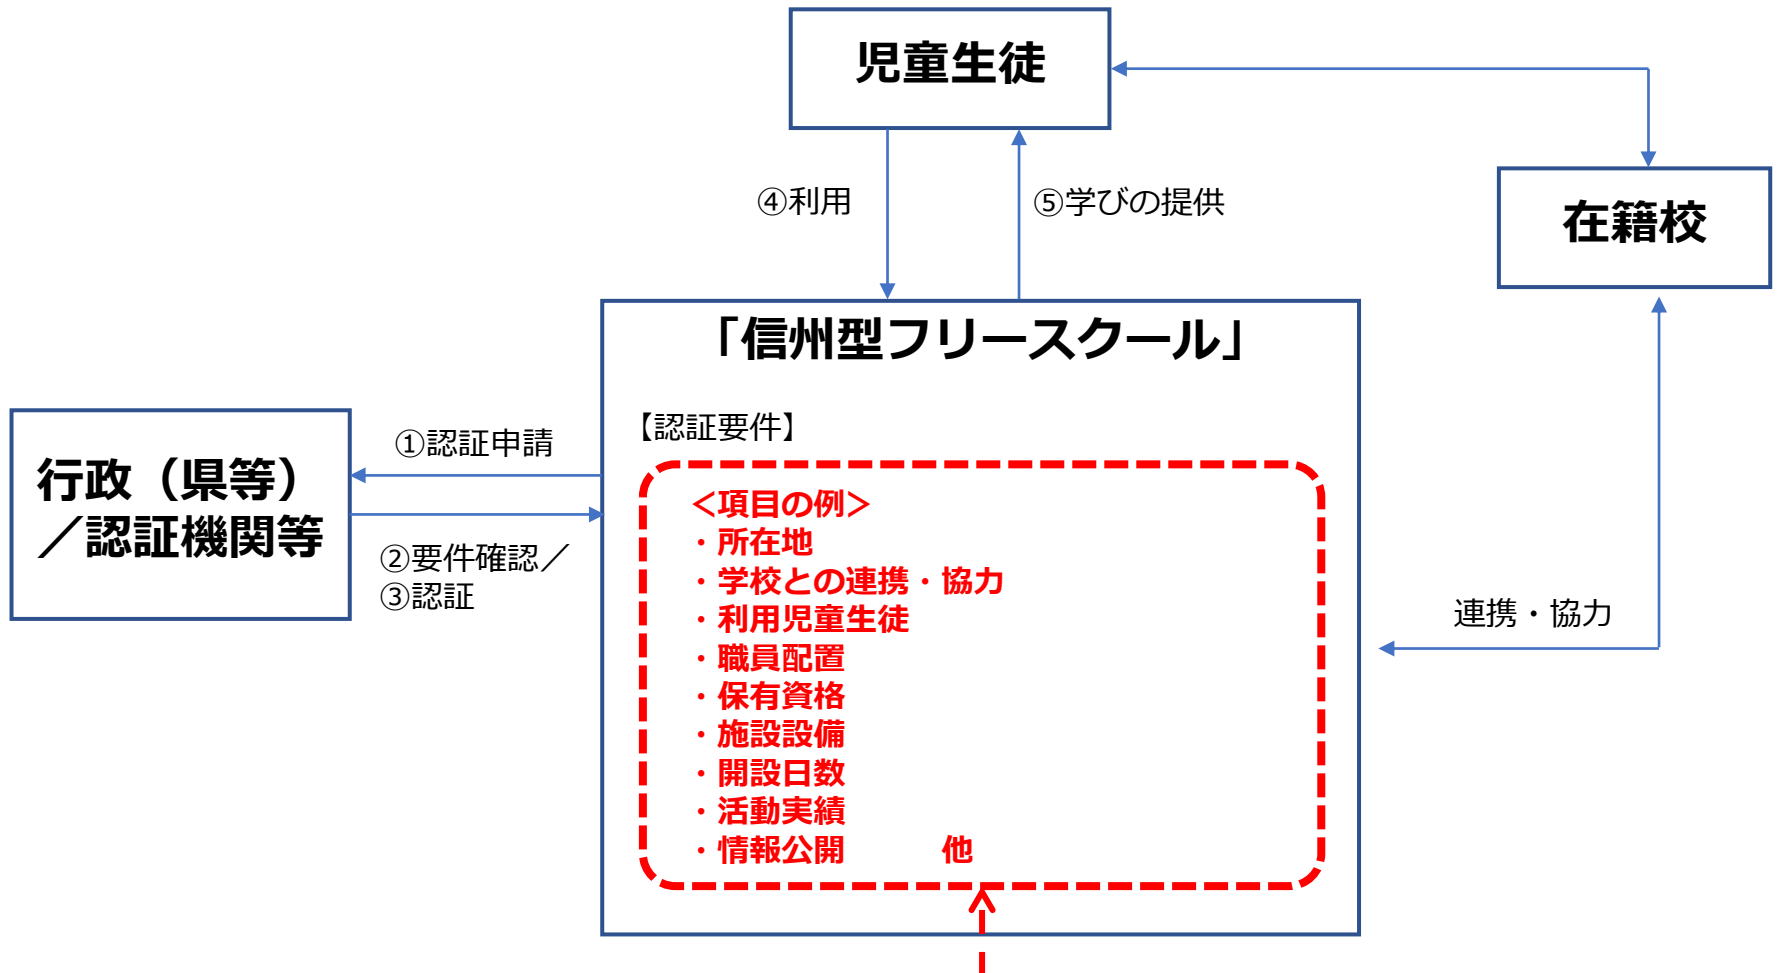 児童生徒
④利用
⑤学びの提供
在籍校
「信州型フリースクール」
【認証要件】
①認証申請
行政（県等）
／認証機関等
②要件確認／
③認証
＜項目の例＞
・所在地
・学校との連携・協力
・利用児童生徒
・職員配置
・保有資格
・施設設備
・開設日数
・活動実績
・情報公開　　　他
連携・協力